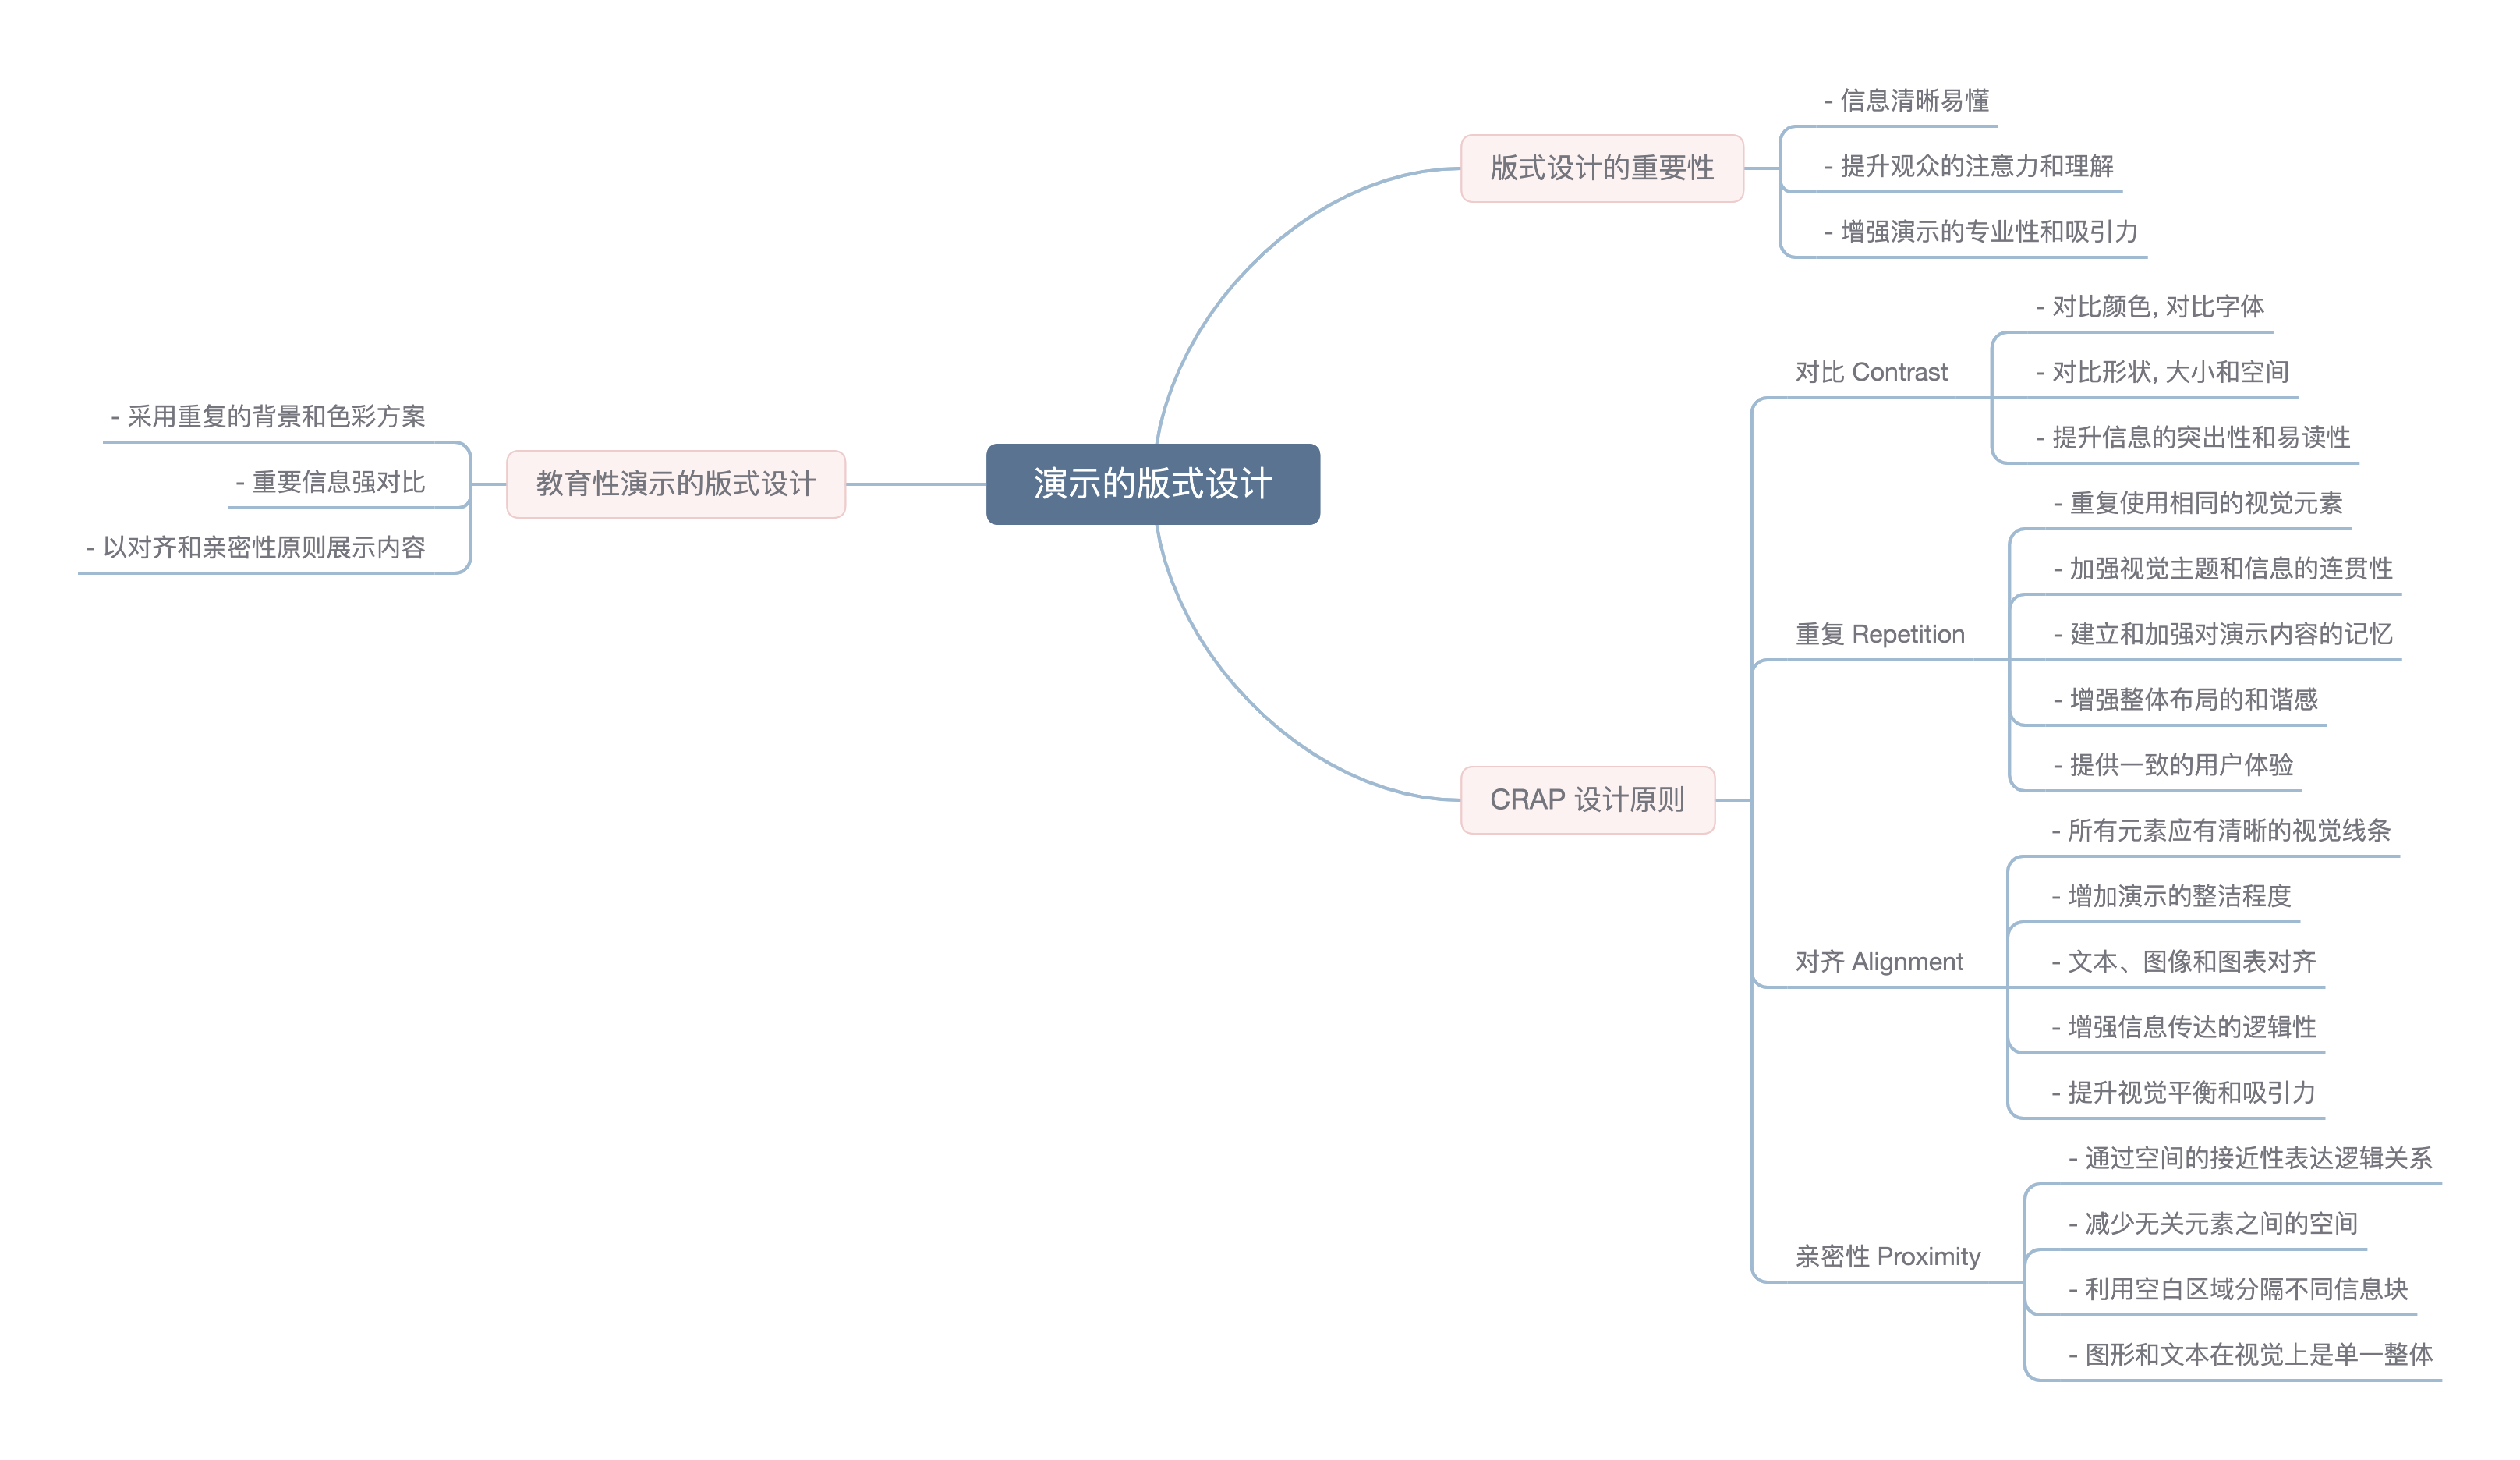 演示的版式设计
版式设计的重要性
- 信息清晰易懂
- 提升观众的注意力和理解
- 增强演示的专业性和吸引力
CRAP 设计原则
对比 Contrast
- 对比颜色, 对比字体
- 对比形状, 大小和空间
- 提升信息的突出性和易读性
重复 Repetition
- 重复使用相同的视觉元素
- 加强视觉主题和信息的连贯性
- 建立和加强对演示内容的记忆
- 增强整体布局的和谐感
- 提供一致的用户体验
对齐 Alignment
- 所有元素应有清晰的视觉线条
- 增加演示的整洁程度
- 文本、图像和图表对齐
- 增强信息传达的逻辑性
- 提升视觉平衡和吸引力
亲密性 Proximity
- 通过空间的接近性表达逻辑关系
- 减少无关元素之间的空间
- 利用空白区域分隔不同信息块
- 图形和文本在视觉上是单一整体
教育性演示的版式设计
- 采用重复的背景和色彩方案
- 重要信息强对比
- 以对齐和亲密性原则展示内容